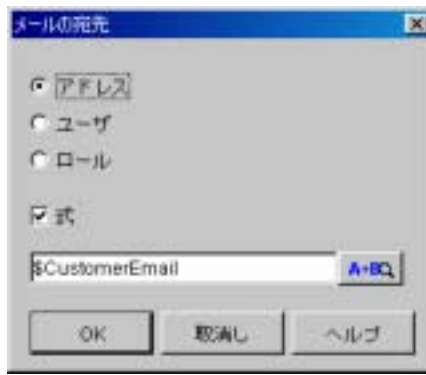 メールの宛先
アドレス
ユーザ
ロール
式
$CustomerEmail
A+B
OK 取消し ヘルプ